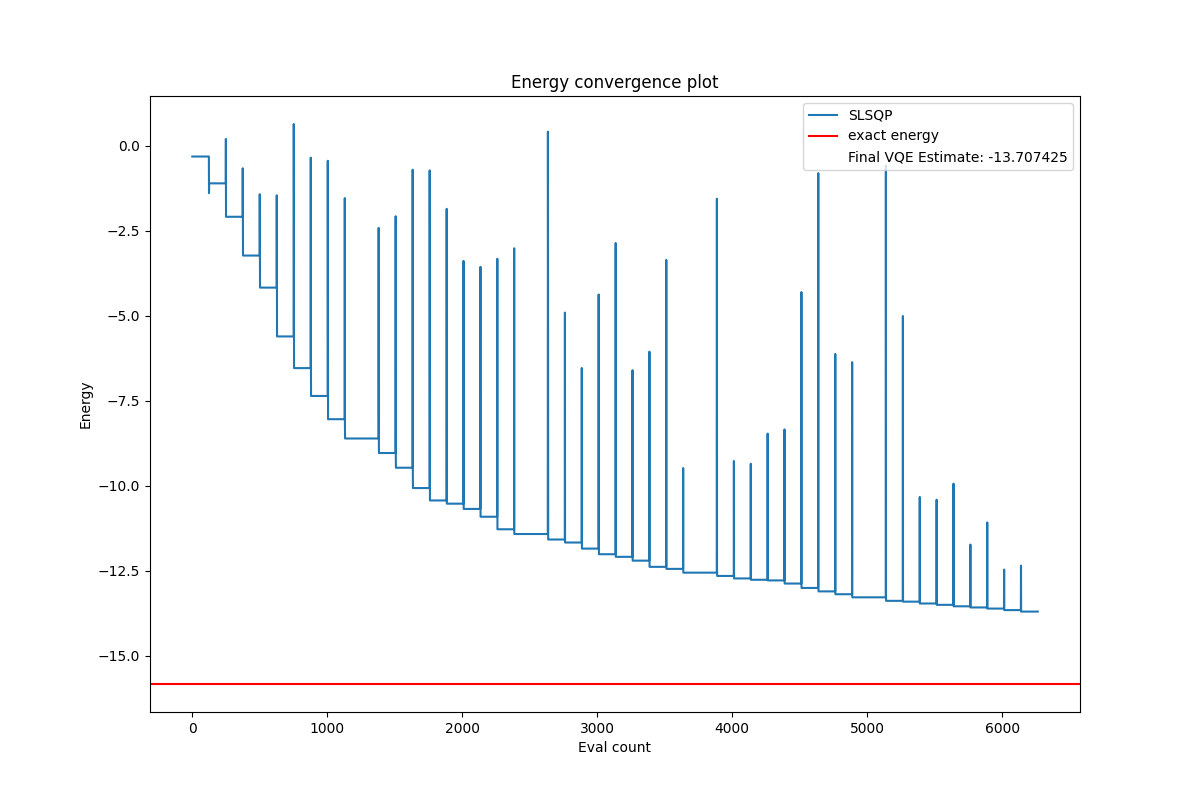 Energy convergence plot
SLSQP
exact energy
Final VQE Estimate: -13.707425
0.0
−2.5
−5.0
−7.5
−10.0
−12.5
−15.0
Energy
0 1000 2000 3000 4000 5000 6000
Eval count